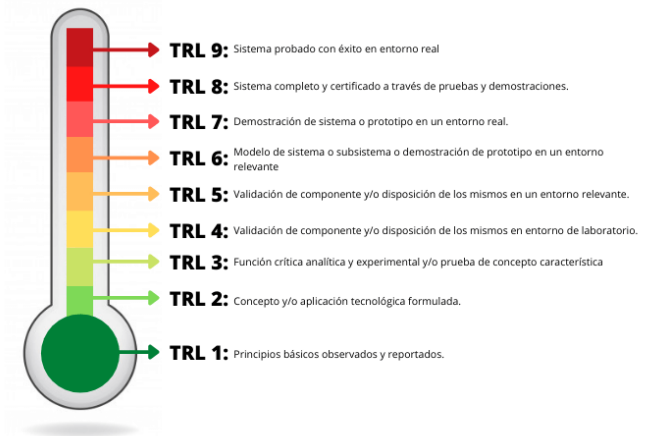 TRL 9: Sistema probado con éxito en entorno real
TRL 8: Sistema completo y certificado a través de pruebas y demostraciones.
TRL 7: Demostración de sistema o prototipo en un entorno real.
TRL 6: Modelo de sistema o subsistema o demostración de prototipo en un entorno
relevante
TRL 5: Validación de componente y/o disposición de los mismos en un entorno relevante.
TRL 4: Validación de componente y/o disposición de los mismos en entorno de laboratorio.
TRL 3: Función crítica analítica y experimental y/o prueba de concepto característica
TRL 2: Concepto y/o aplicación tecnológica formulada.
TRL 1: Principios básicos observados y reportados.